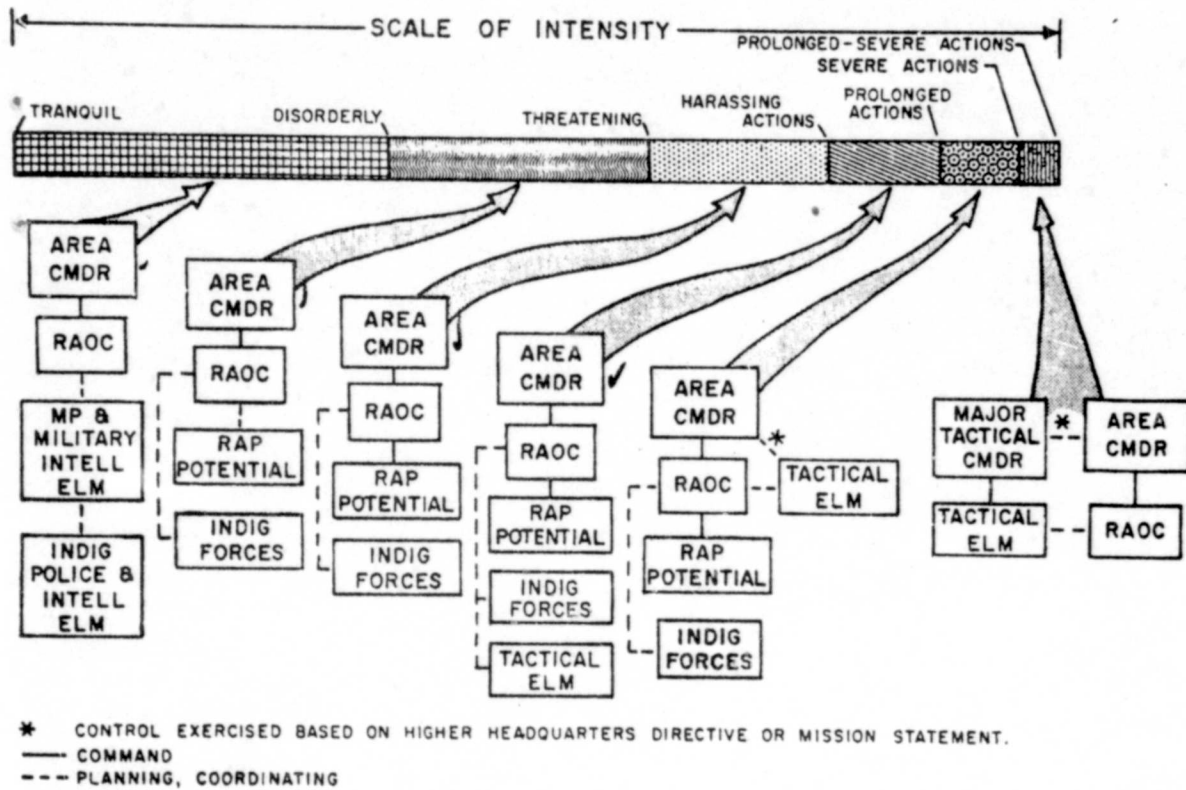 SCALE OF INTENSITY
PROLONGED-SEVERE ACTIONS
SEVERE ACTIONS
TRANQUIL
DISORDERLY
THREATENING
HARASSING
ACTIONS
PROLONGED
ACTIONS
AREA
CMDR
RAOC
MP &
MILITARY
INTELL
ELM
INDIG
POLICE &
INTELL
ELM
AREA
CMDR
RAOC
RAP
POTENTIAL
INDIG
FORCES
AREA
CMDR
RAOC
RAP
POTENTIAL
INDIG
FORCES
AREA
CMDR
RAOC
RAP
POTENTIAL
INDIG
FORCES
TACTICAL
ELM
AREA
CMDR
*
RAOC
TACTICAL
ELM
RAP
POTENTIAL
INDIG
FORCES
MAJOR
TACTICAL
CMDR
*
AREA
CMDR
TACTICAL
ELM
RAOC
* CONTROL EXERCISED BASED ON HIGHER HEADQUARTERS DIRECTIVE OR MISSION STATEMENT.
—— COMMAND
--- PLANNING, COORDINATING